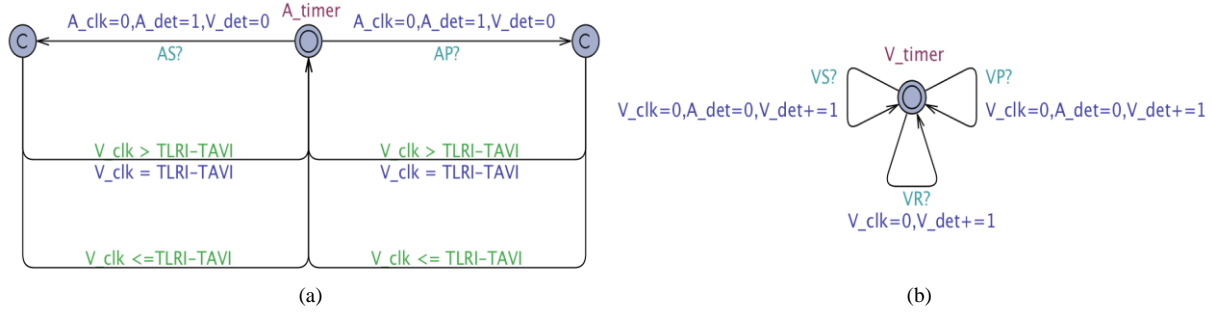 A_timer
A_clk=0,A_det=1,V_det=0
A_clk=0,A_det=1,V_det=0
C
C
AS?
AP?
V_clk > TLRI-TAVI
V_clk > TLRI-TAVI
V_clk = TLRI-TAVI
V_clk = TLRI-TAVI
V_clk <=TLRI-TAVI
V_clk <= TLRI-TAVI
(a)
V_timer
VS?
VP?
V_clk=0,A_det=0,V_det+=1
V_clk=0,A_det=0,V_det+=1
VR?
V_clk=0,V_det+=1
(b)